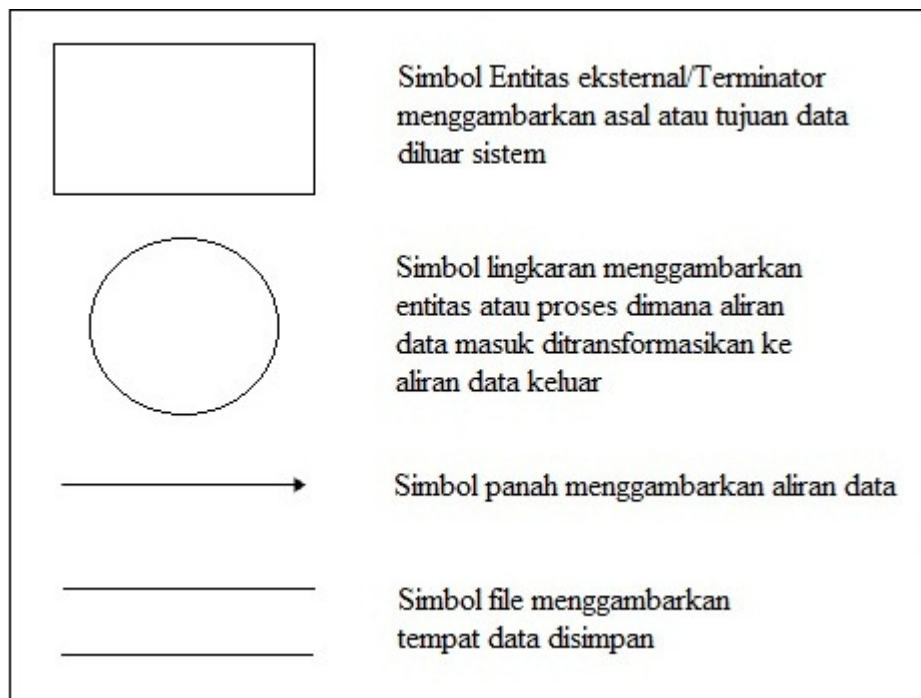 Simbol Entitas eksternal/Terminator
menggambarkan asal atau tujuan data
diluar sistem
Simbol lingkaran menggambarkan
entitas atau proses dimana aliran
data masuk ditransformasikan ke
aliran data keluar
Simbol panah menggambarkan aliran data
Simbol file menggambarkan
tempat data disimpan